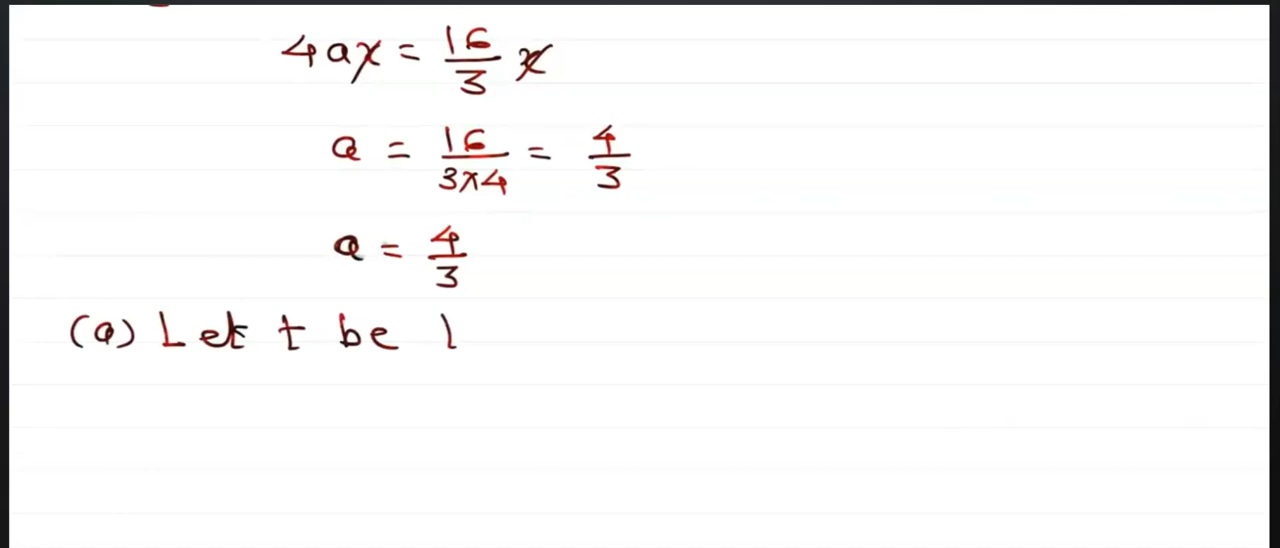 4ax = 16/3 x
a = 16/3×4 = 4/3
a = 4/3
(a) Let t be l